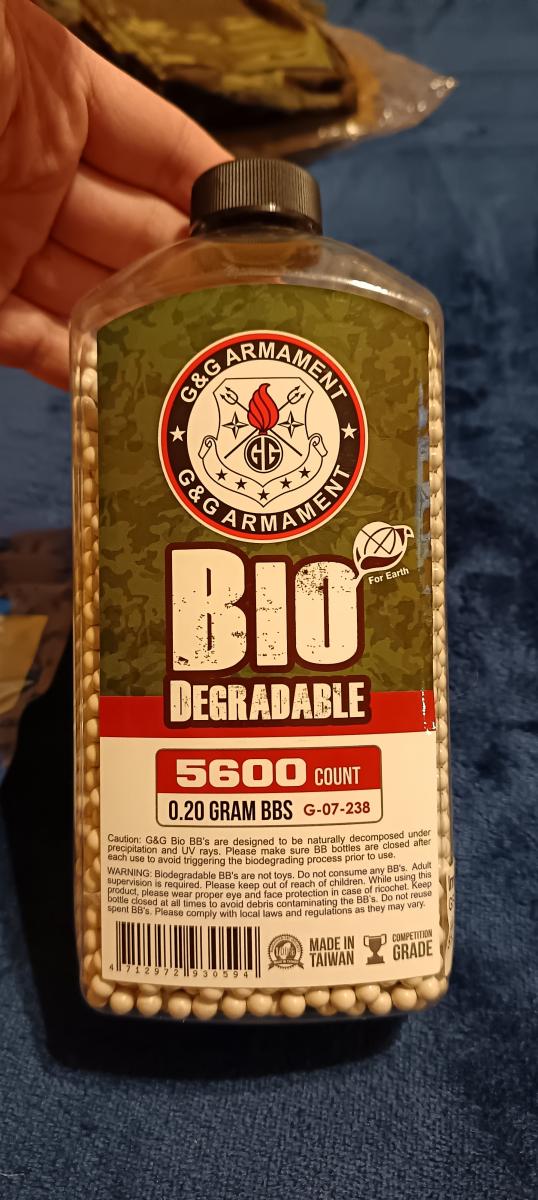 G&G ARMAMENT
G&G ARMAMENT
GG
For Earth
BIO
DEGRADABLE
5600 COUNT
0.20 GRAM BBS G-07-238
Caution: G&G Bio BB's are designed to be naturally decomposed under
precipitation and UV rays. Please make sure BB bottles are closed after
each use to avoid triggering the biodegrading process prior to use.
WARNING: Biodegradable BB's are not toys. Do not consume any BB's. Adult
supervision is required. Please keep out of reach of children. While using this
product, please wear proper eye and face protection in case of ricochet. Keep
bottle closed at all times to avoid debris contaminating the BB's. Do not reuse
spent BB's. Please comply with local laws and regulations as they may vary.
4 712972 930594
MADE IN
TAIWAN
COMPETITION
GRADE